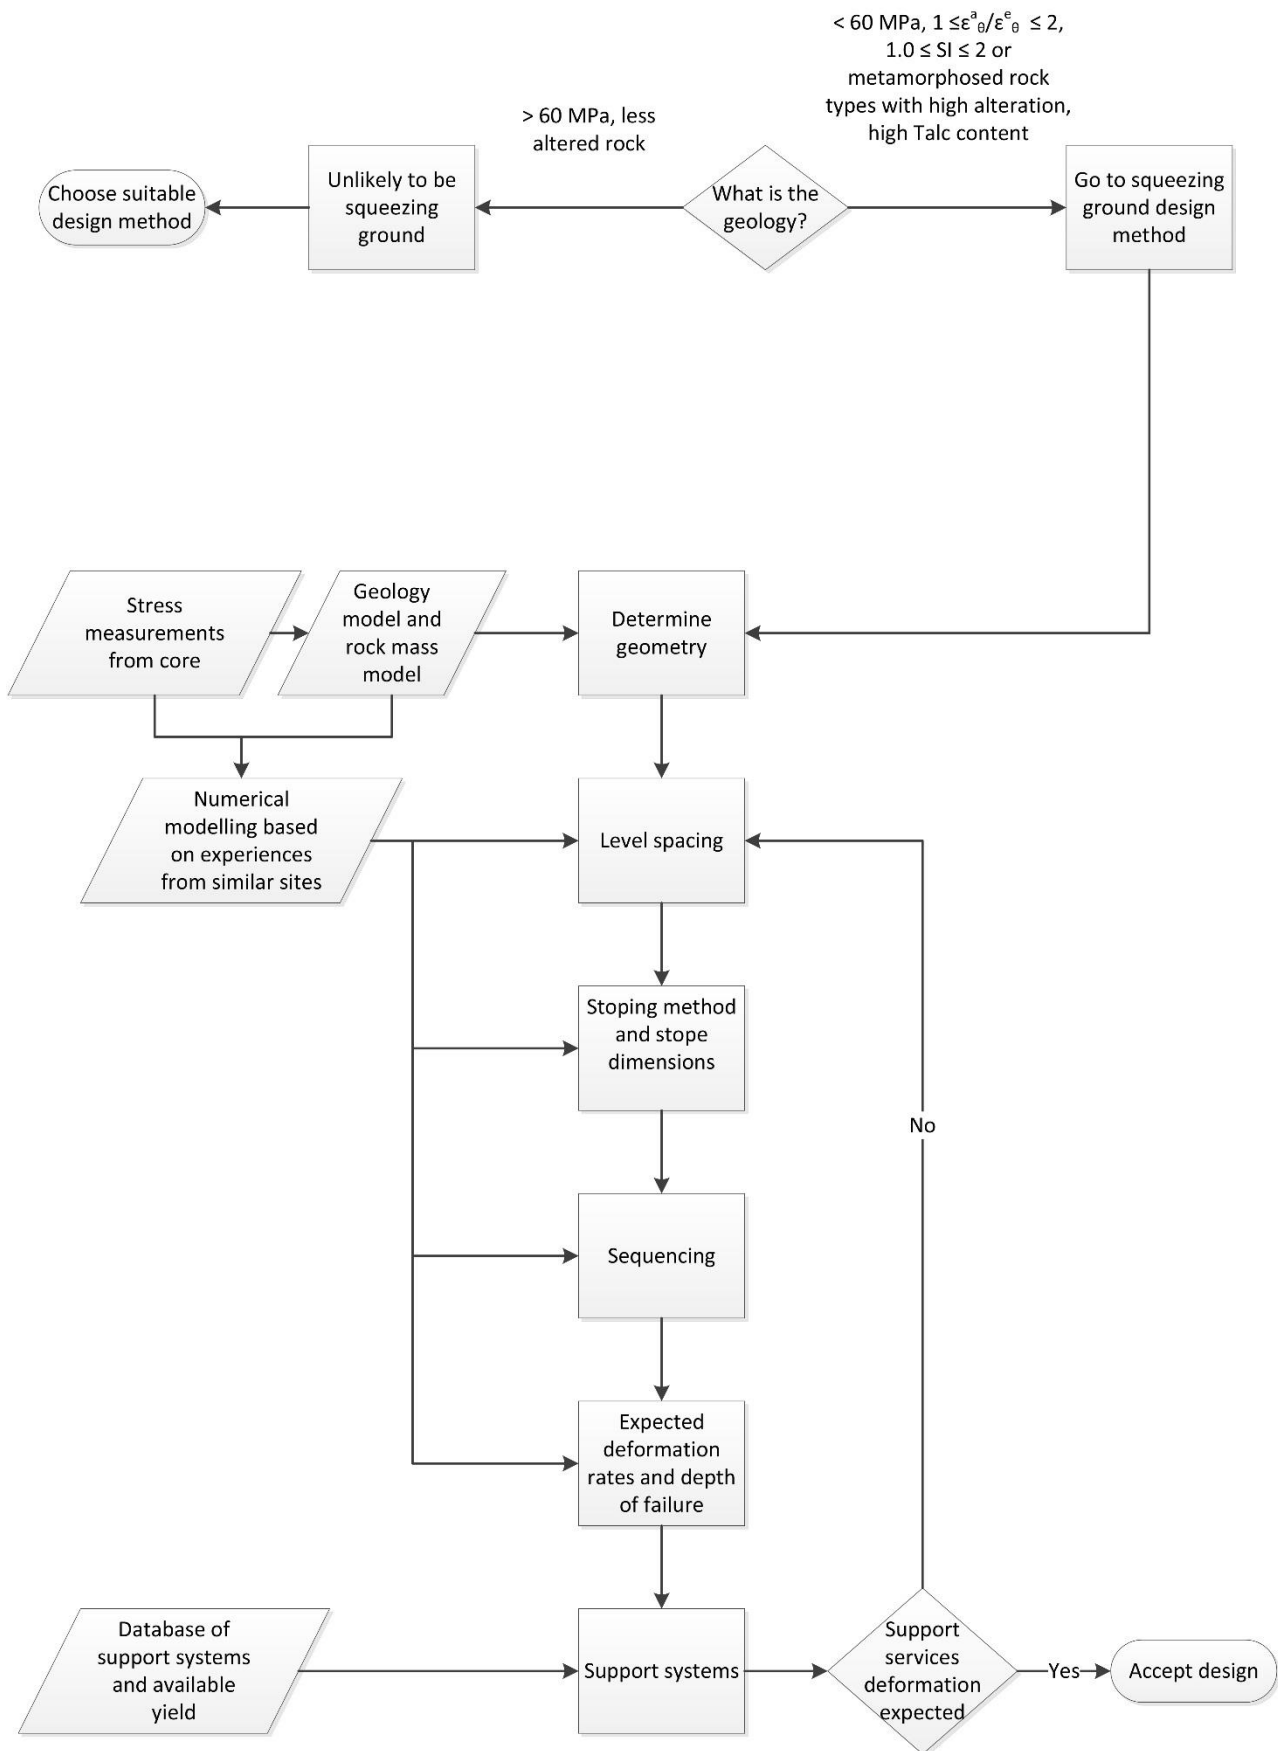 < 60 MPa, 1 ≤εᵃθ/εᵉθ ≤ 2,
1.0 ≤ SI ≤ 2 or
metamorphosed rock
types with high alteration,
high Talc content
> 60 MPa, less
altered rock
Choose suitable
design method
Unlikely to be
squeezing
ground
What is the
geology?
Go to squeezing
ground design
method
Stress
measurements
from core
Geology
model and
rock mass
model
Determine
geometry
Numerical
modelling based
on experiences
from similar sites
Level spacing
Stoping method
and stope
dimensions
No
Sequencing
Expected
deformation
rates and depth
of failure
Database of
support systems
and available
yield
Support systems
Support
services
deformation
expected
Yes
Accept design